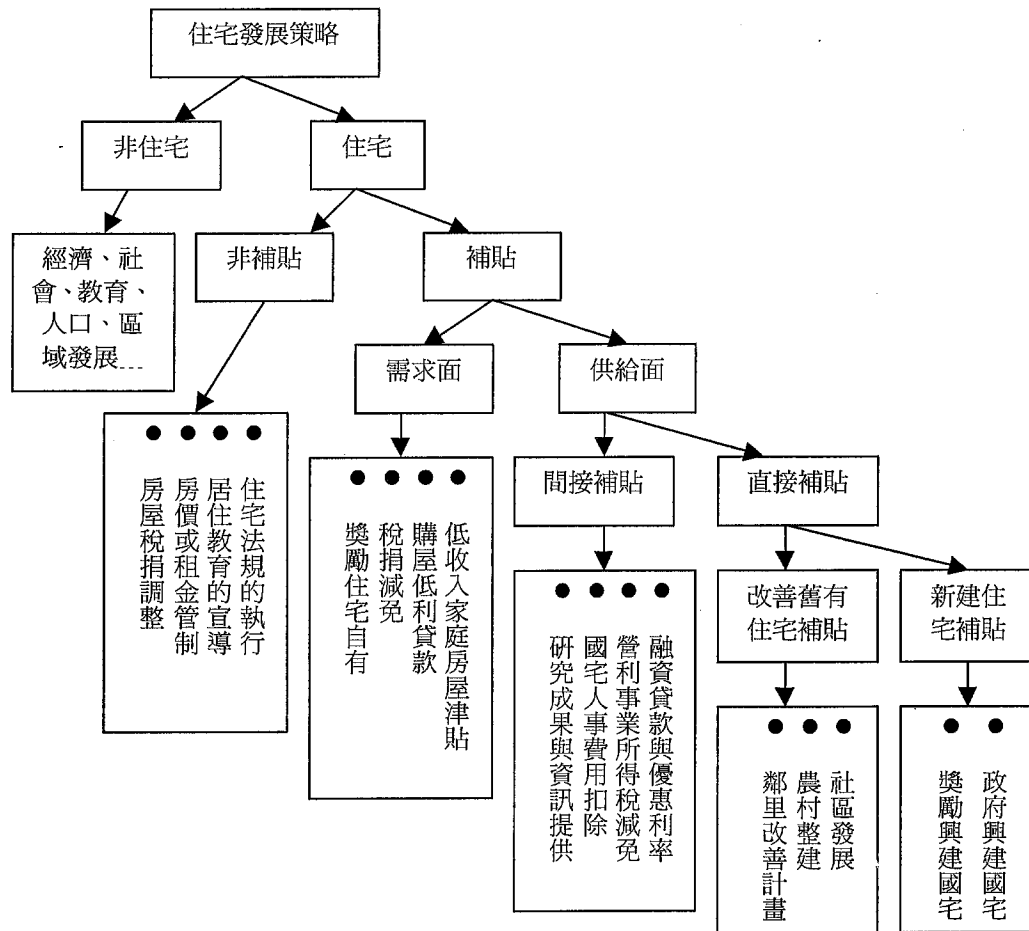 住宅發展策略
非住宅
住宅
經濟、社
會、教育、
人口、區
域發展...
非補貼
補貼
需求面
供給面
● 住宅法規的執行
● 居住教育的宣導
● 房價或租金管制
● 房屋稅捐調整
● 低收入家庭房屋津貼
● 購屋低利貸款
● 稅捐減免
● 獎勵住宅自有
間接補貼
直接補貼
● 融資貸款與優惠利率
● 營利事業所得稅減免
● 國宅人事費用扣除
● 研究成果與資訊提供
改善舊有
住宅補貼
新建住
宅補貼
● 社區發展
● 農村整建
● 鄰里改善計畫
● 政府興建國宅
● 獎勵興建國宅